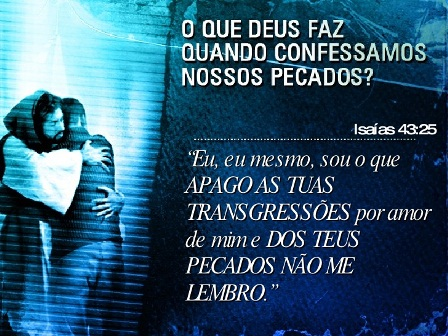 O QUE DEUS FAZ
QUANDO CONFESSAMOS
NOSSOS PECADOS?
Isaías 43:25
“Eu, eu mesmo, sou o que
APAGO AS TUAS
TRANSGRESSÕES por amor
de mim e DOS TEUS
PECADOS NÃO ME
LEMBRO.”